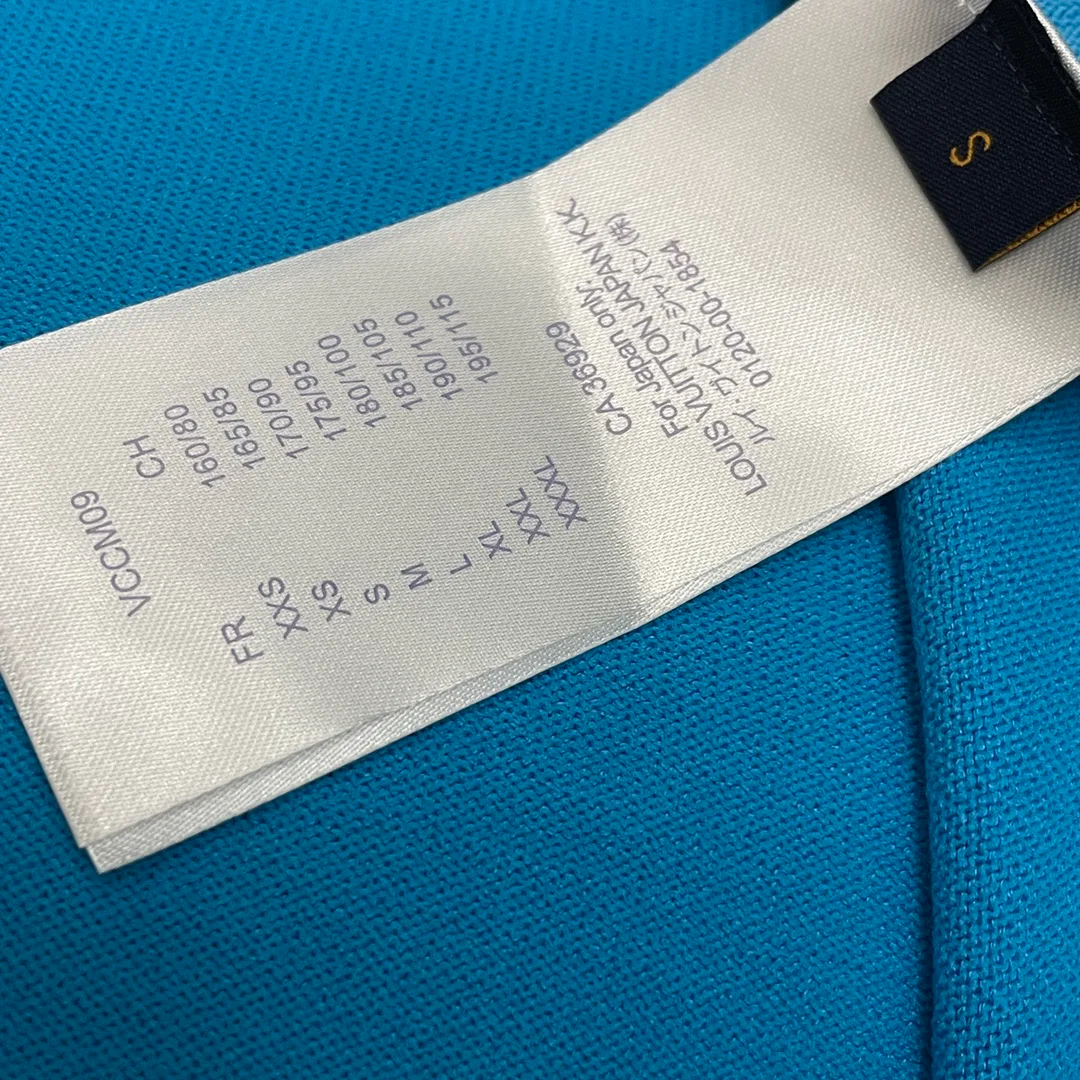 VCCM09
FR CH
XXS 160/80
XS 165/85
S 170/90
M 175/95
L 180/100
XL 185/105
XXL 190/110
XXXL 195/115
CA 36929
For Japan only,
LOUIS VUITTON JAPAN K.K.
ルイ・ヴイトンジャパン(株)
0120-00-1854
S